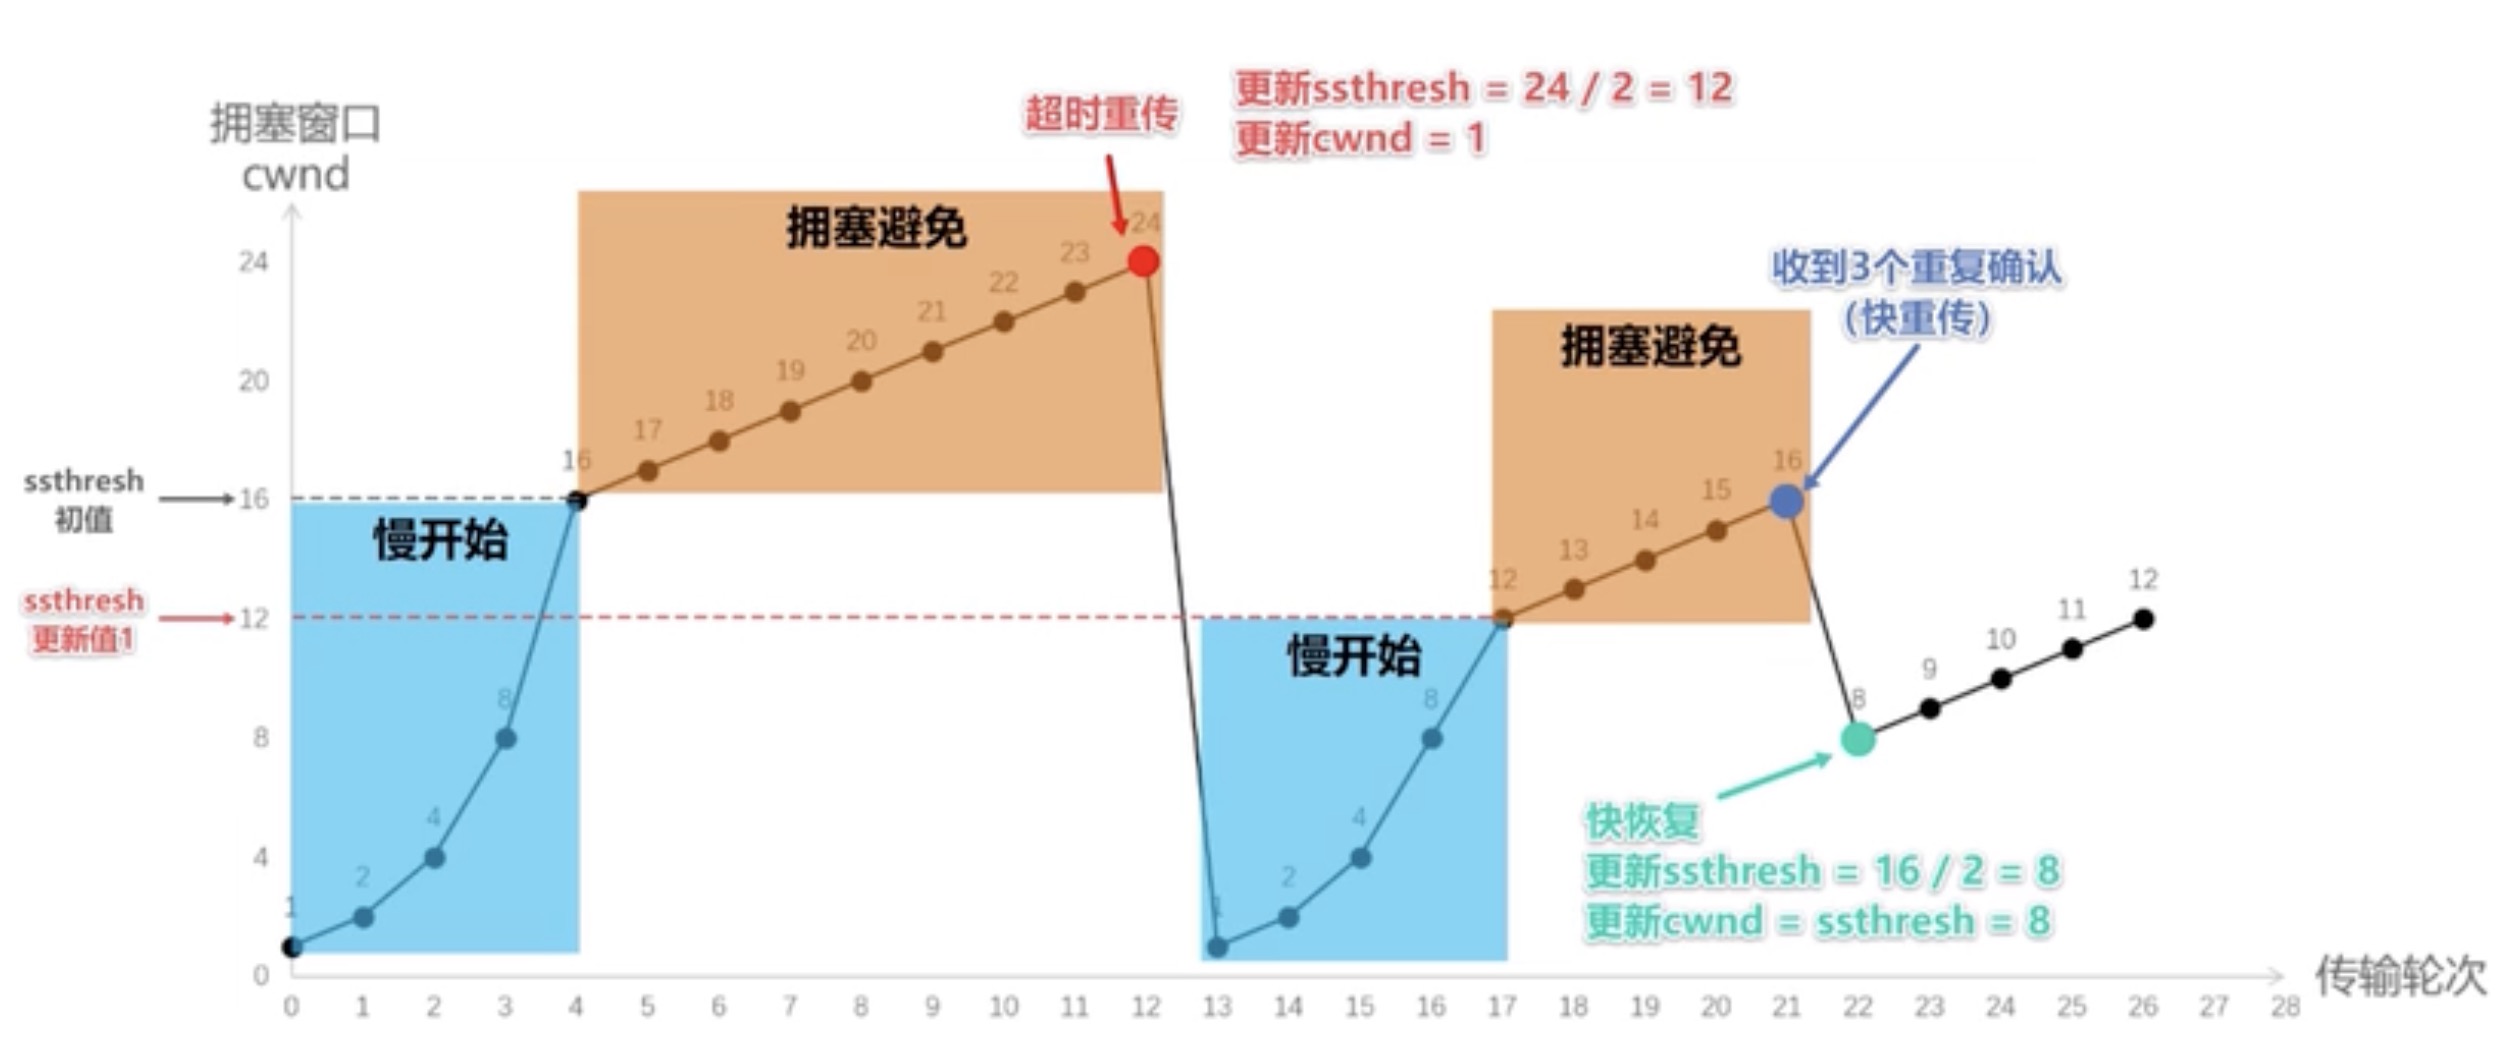 更新ssthresh = 24 / 2 = 12
更新cwnd = 1
超时重传
拥塞窗口
cwnd
拥塞避免
24
23
22
21
20
19
18
17
16
收到3个重复确认
(快重传)
拥塞避免
16
15
14
13
12
24
20
16
12
8
4
0
ssthresh
初值
ssthresh
更新值1
慢开始
8
4
2
1
慢开始
8
4
2
1
8
9
10
11
12
快恢复
更新ssthresh = 16 / 2 = 8
更新cwnd = ssthresh = 8
传输轮次
0 1 2 3 4 5 6 7 8 9 10 11 12 13 14 15 16 17 18 19 20 21 22 23 24 25 26 27 28